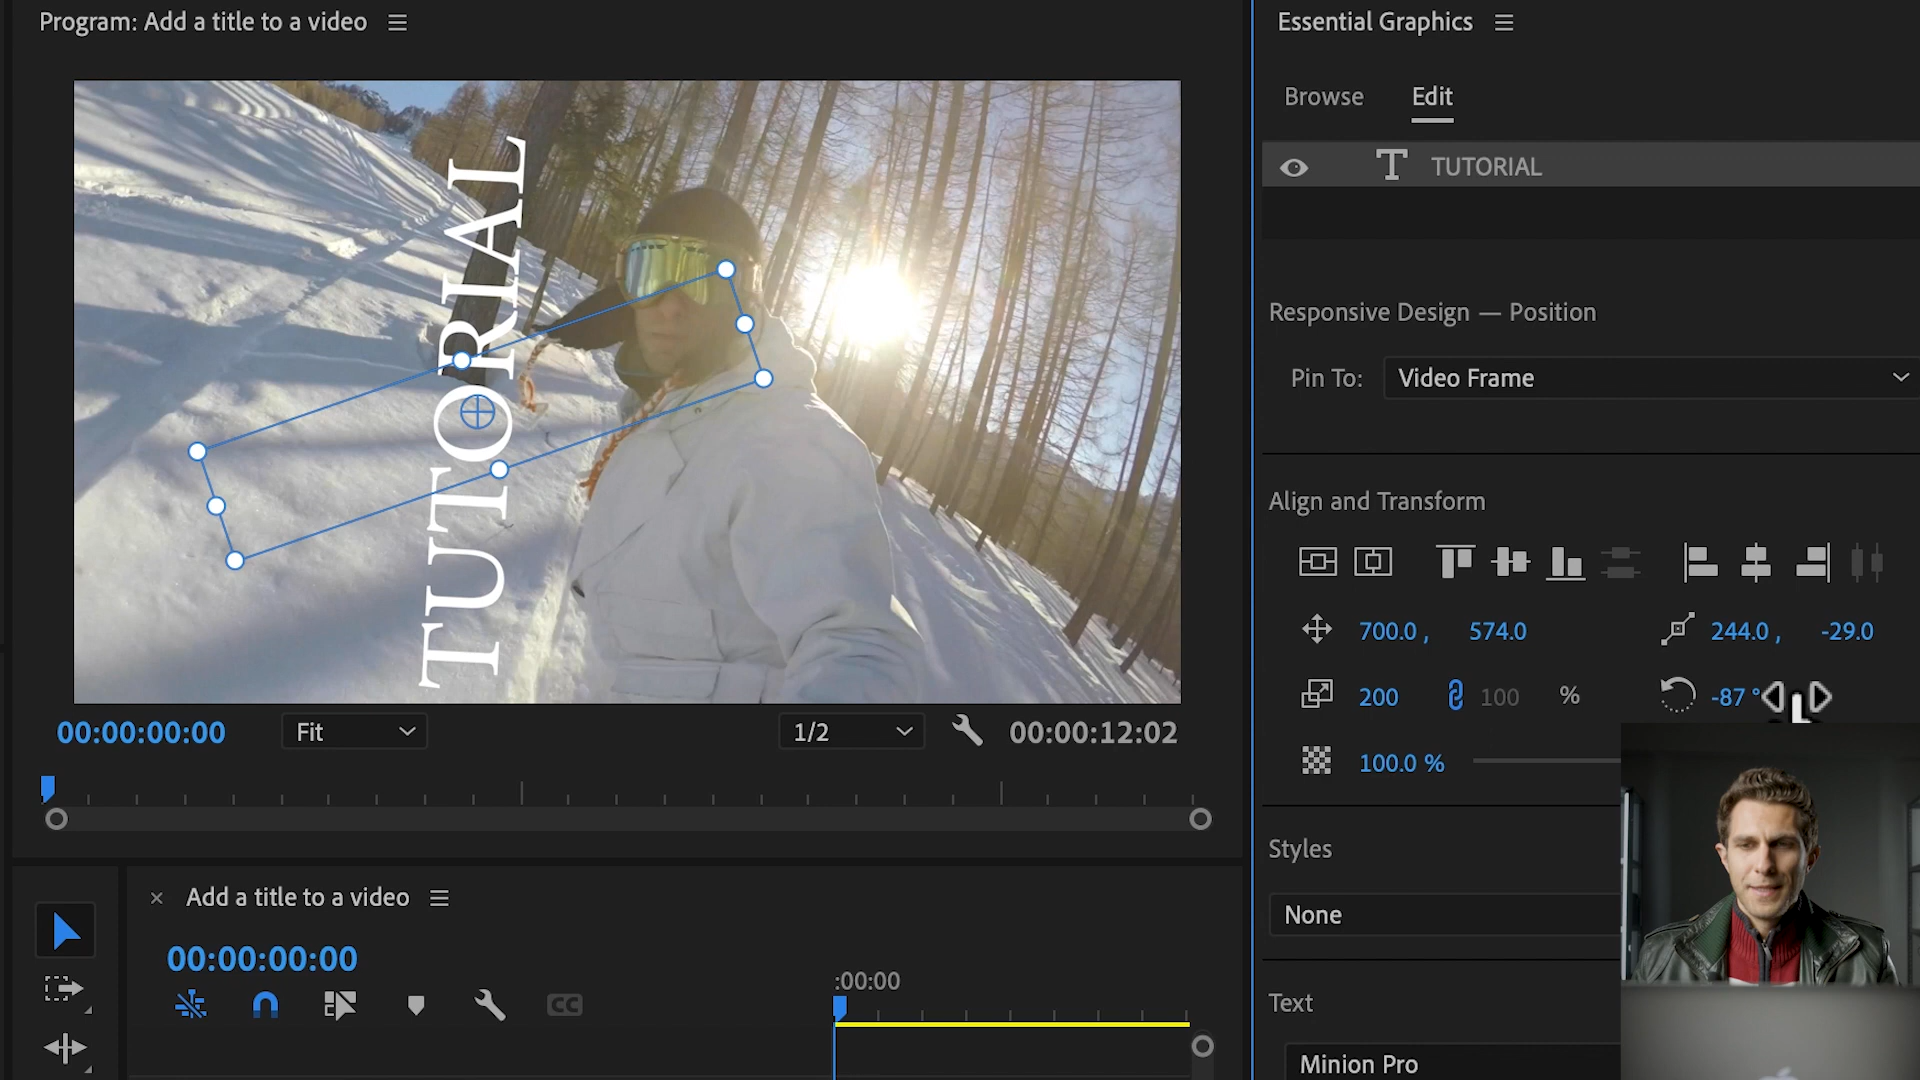 Program: Add a title to a video
Essential Graphics
Browse
Edit
TUTORIAL
TUTORIAL
Responsive Design — Position
Pin To:
Video Frame
Align and Transform
700.0 ,
574.0
244.0 ,
-29.0
200
100
%
-87 °
100.0 %
00:00:00:00
Fit
1/2
00:00:12:02
Styles
None
Add a title to a video
00:00:00:00
CC
:00:00
Text
Minion Pro